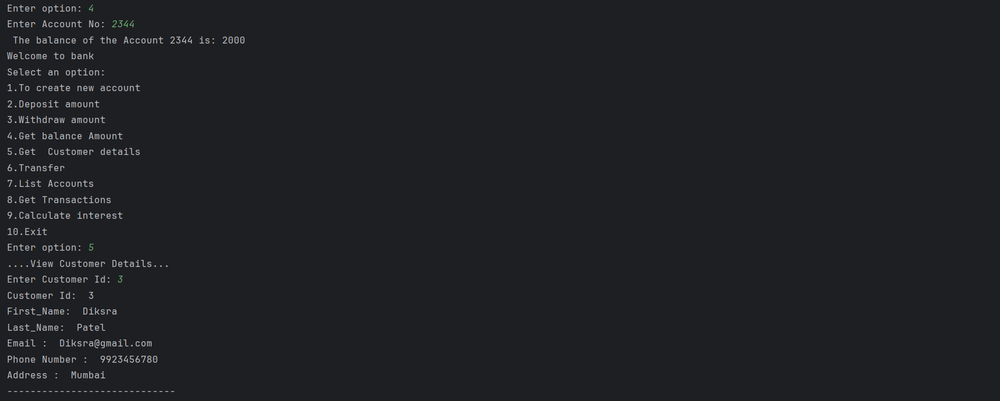 Enter option: 4
Enter Account No: 2344
 The balance of the Account 2344 is: 2000
Welcome to bank
Select an option:
1.To create new account
2.Deposit amount
3.Withdraw amount
4.Get balance Amount
5.Get  Customer details
6.Transfer
7.List Accounts
8.Get Transactions
9.Calculate interest
10.Exit
Enter option: 5
....View Customer Details...
Enter Customer Id: 3
Customer Id:  3
First_Name:  Diksra
Last_Name:  Patel
Email :  Diksra@gmail.com
Phone Number :  9923456780
Address :  Mumbai
-----------------------------